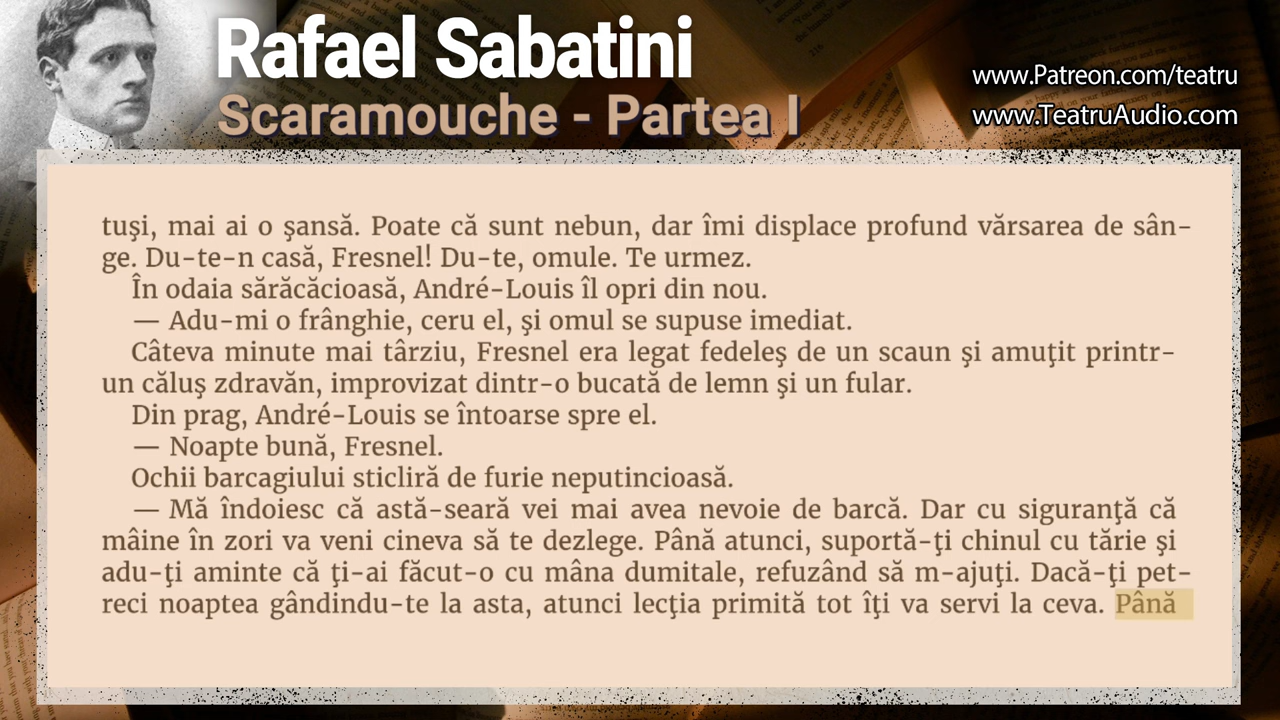 Rafael Sabatini
Scaramouche - Partea I
www.Patreon.com/teatru
www.TeatruAudio.com
tuşi, mai ai o şansă. Poate că sunt nebun, dar îmi displace profund vărsarea de sân-
ge. Du-te-n casă, Fresnel! Du-te, omule. Te urmez.
În odaia sărăcăcioasă, André-Louis îl opri din nou.
— Adu-mi o frânghie, ceru el, şi omul se supuse imediat.
Câteva minute mai târziu, Fresnel era legat fedeleş de un scaun şi amuţit printr-
un căluş zdravăn, improvizat dintr-o bucată de lemn şi un fular.
Din prag, André-Louis se întoarse spre el.
— Noapte bună, Fresnel.
Ochii barcagiului sticliră de furie neputincioasă.
— Mă îndoiesc că astă-seară vei mai avea nevoie de barcă. Dar cu siguranţă că
mâine în zori va veni cineva să te dezlege. Până atunci, suportă-ţi chinul cu tărie şi
adu-ţi aminte că ţi-ai făcut-o cu mâna dumitale, refuzând să m-ajuţi. Dacă-ţi pet-
reci noaptea gândindu-te la asta, atunci lecţia primită tot îţi va servi la ceva. Până